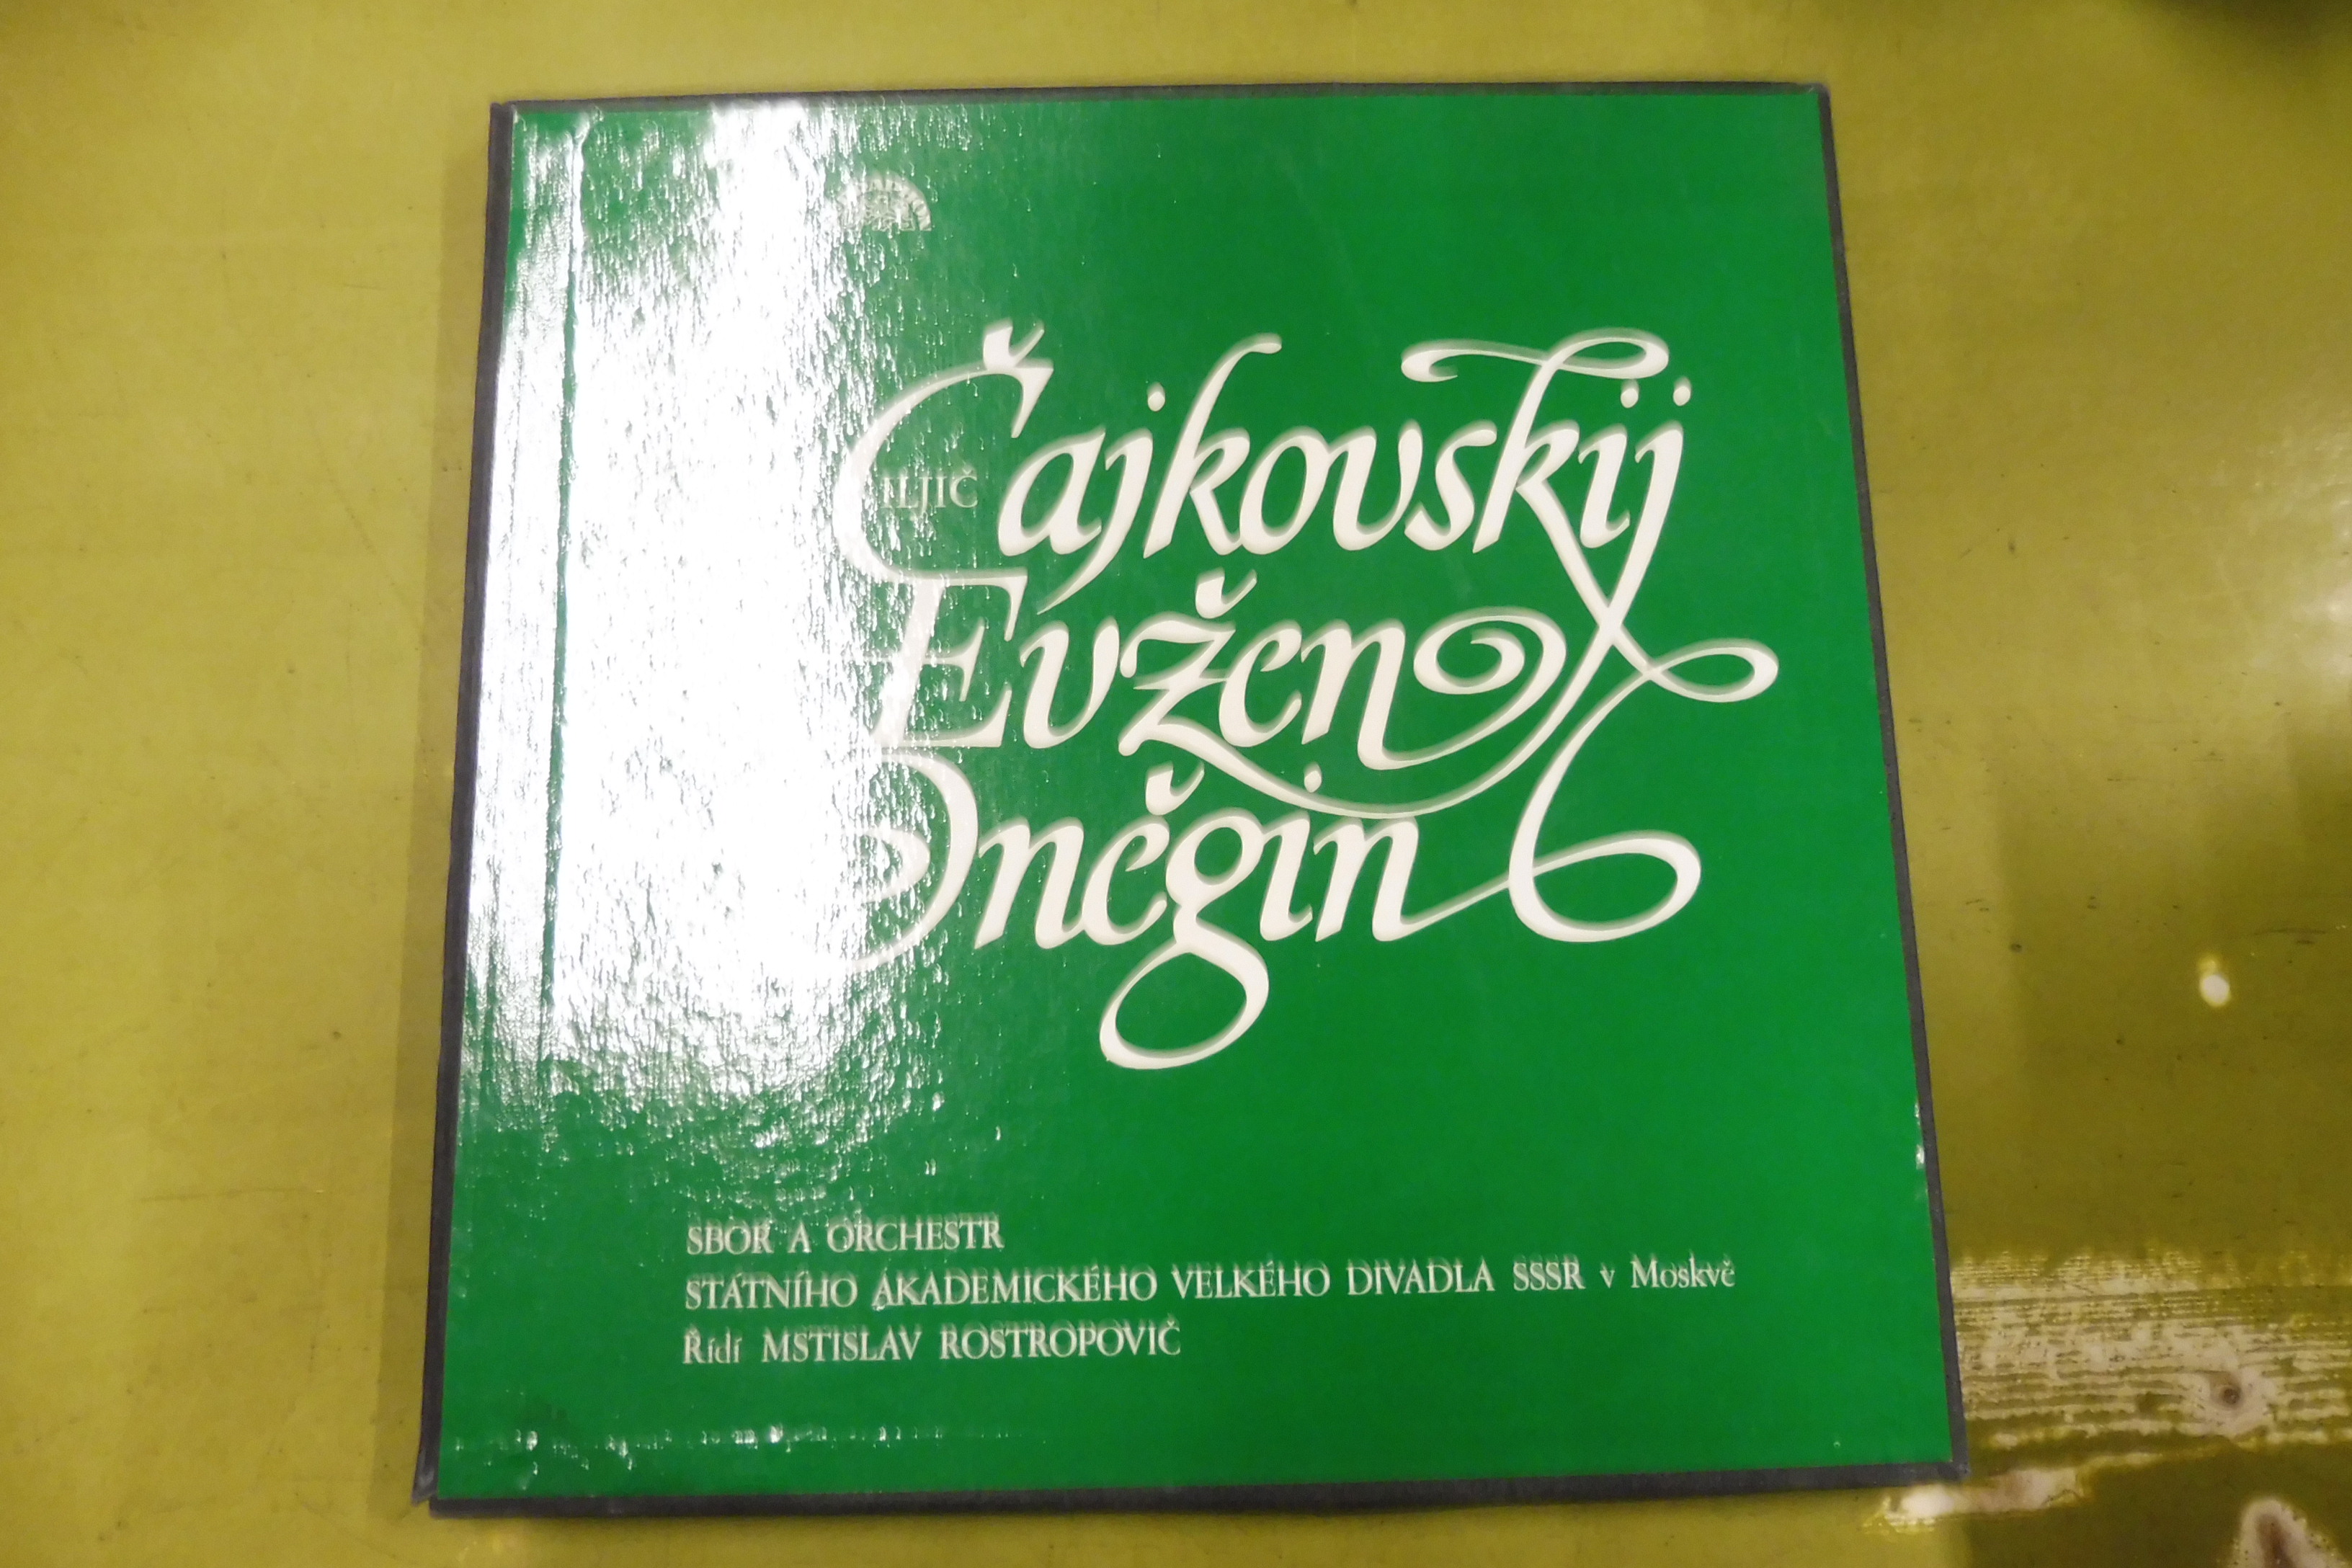 ILJIČ
Čajkovskij
Evžen
Oněgin
SBOR A ORCHESTR
STÁTNÍHO AKADEMICKÉHO VELKÉHO DIVADLA SSSR v Moskvě
Řídí MSTISLAV ROSTROPOVIČ